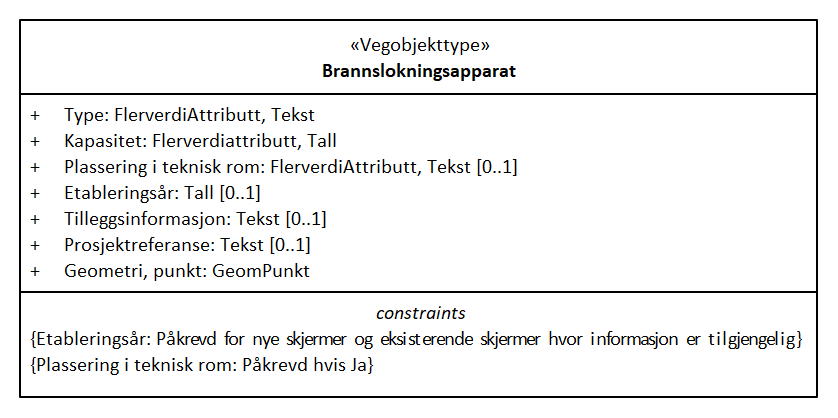 «Vegobjekttype»
Brannslokningsapparat
+ Type: FlerverdiAttributt, Tekst
+ Kapasitet: Flerverdiattributt, Tall
+ Plassering i teknisk rom: FlerverdiAttributt, Tekst [0..1]
+ Etableringsår: Tall [0..1]
+ Tilleggsinformasjon: Tekst [0..1]
+ Prosjektreferanse: Tekst [0..1]
+ Geometri, punkt: GeomPunkt
constraints
{Etableringsår: Påkrevd for nye skjermer og eksisterende skjermer hvor informasjon er tilgjengelig}
{Plassering i teknisk rom: Påkrevd hvis Ja}